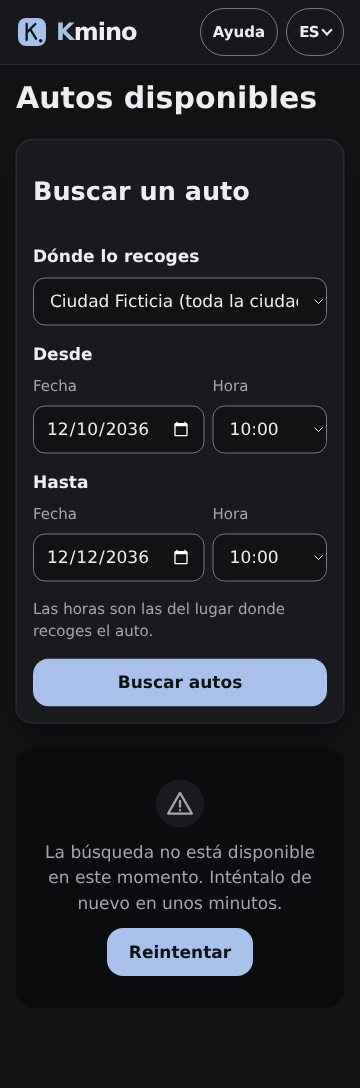 K. Kmino
Ayuda
ES
Autos disponibles
Buscar un auto
Dónde lo recoges
Ciudad Ficticia (toda la ciudad
Desde
Fecha
Hora
12/10/2036
10:00
Hasta
Fecha
Hora
12/12/2036
10:00
Las horas son las del lugar donde
recoges el auto.
Buscar autos
La búsqueda no está disponible
en este momento. Inténtalo de
nuevo en unos minutos.
Reintentar